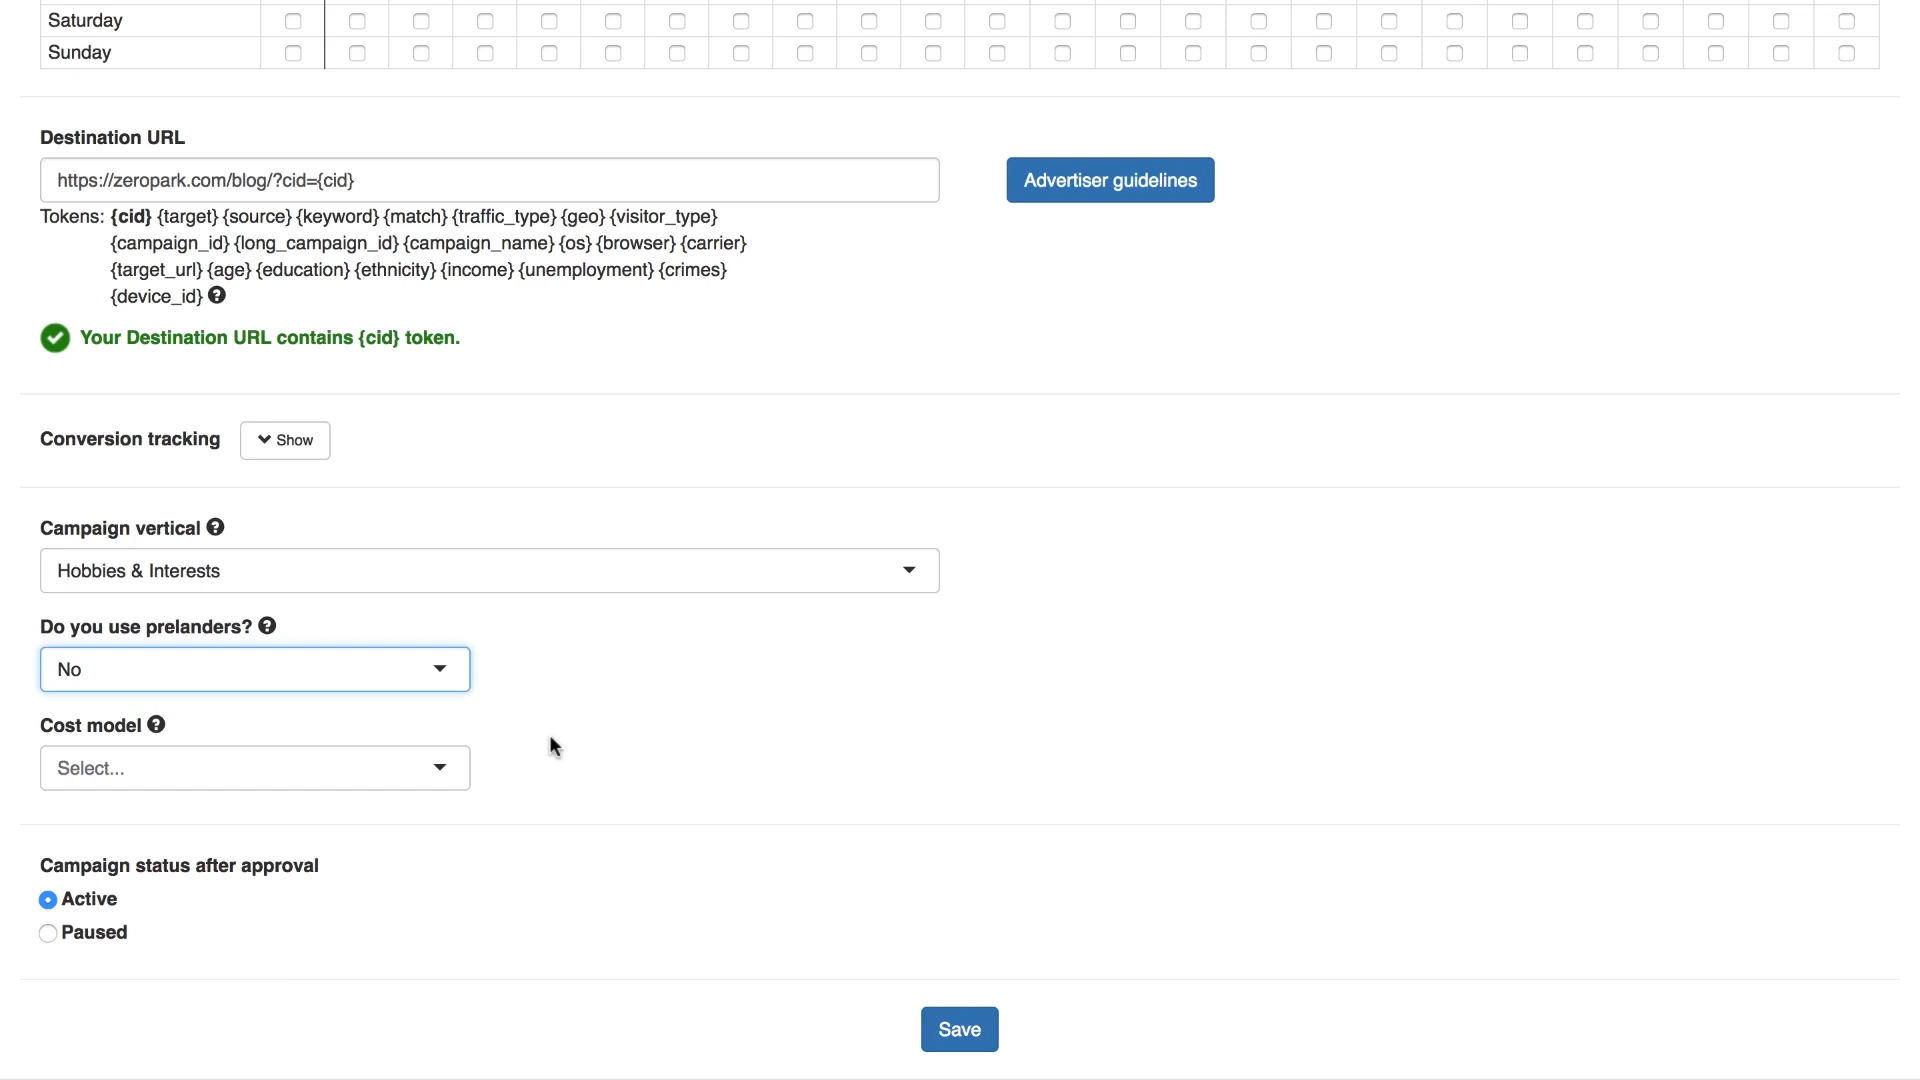 Saturday
Sunday
Destination URL
https://zeropark.com/blog/?cid={cid}
Advertiser guidelines
Tokens: {cid} {target} {source} {keyword} {match} {traffic_type} {geo} {visitor_type}
{campaign_id} {long_campaign_id} {campaign_name} {os} {browser} {carrier}
{target_url} {age} {education} {ethnicity} {income} {unemployment} {crimes}
{device_id} ?
Your Destination URL contains {cid} token.
Conversion tracking
Show
Campaign vertical ?
Hobbies & Interests
Do you use prelanders? ?
No
Cost model ?
Select...
Campaign status after approval
Active
Paused
Save